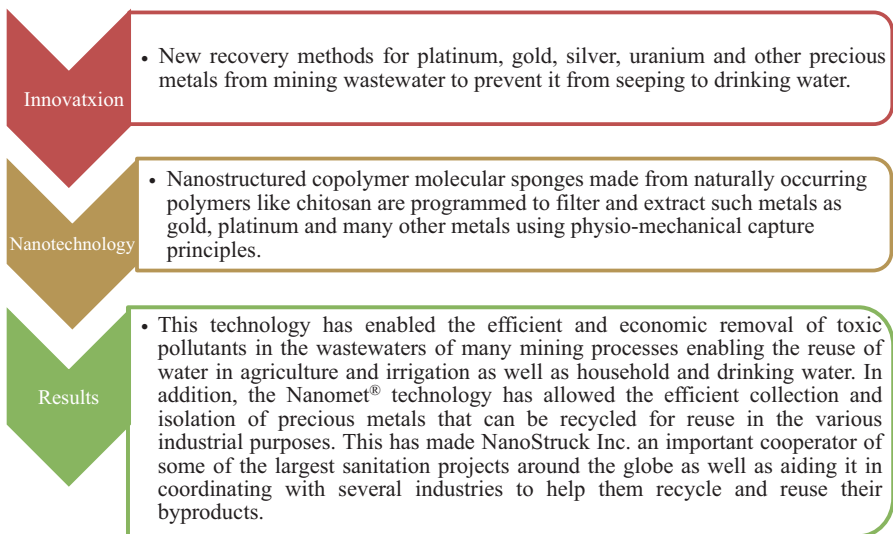 Innovatxion
• New recovery methods for platinum, gold, silver, uranium and other precious
metals from mining wastewater to prevent it from seeping to drinking water.
Nanotechnology
• Nanostructured copolymer molecular sponges made from naturally occurring
polymers like chitosan are programmed to filter and extract such metals as
gold, platinum and many other metals using physio-mechanical capture
principles.
Results
• This technology has enabled the efficient and economic removal of toxic
pollutants in the wastewaters of many mining processes enabling the reuse of
water in agriculture and irrigation as well as household and drinking water. In
addition, the Nanomet® technology has allowed the efficient collection and
isolation of precious metals that can be recycled for reuse in the various
industrial purposes. This has made NanoStruck Inc. an important cooperator of
some of the largest sanitation projects around the globe as well as aiding it in
coordinating with several industries to help them recycle and reuse their
byproducts.